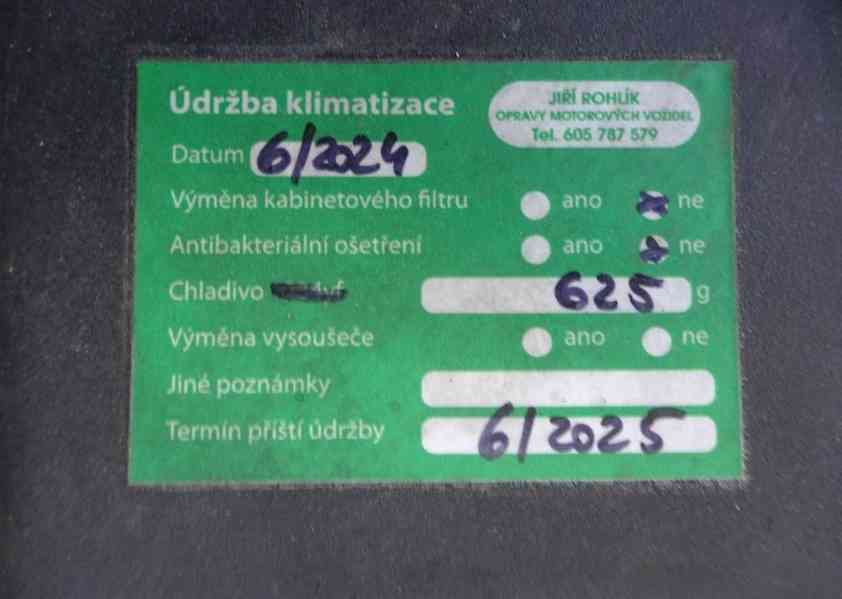 Údržba klimatizace
JIŘÍ ROHLÍK
OPRAVY MOTOROVÝCH VOZIDEL
Tel. 605 787 579
Datum 6/2024
Výměna kabinetového filtru ano ne
Antibakteriální ošetření ano ne
Chladivo 625 g
Výměna vysoušeče ano ne
Jiné poznámky
Termín příští údržby 6/2025